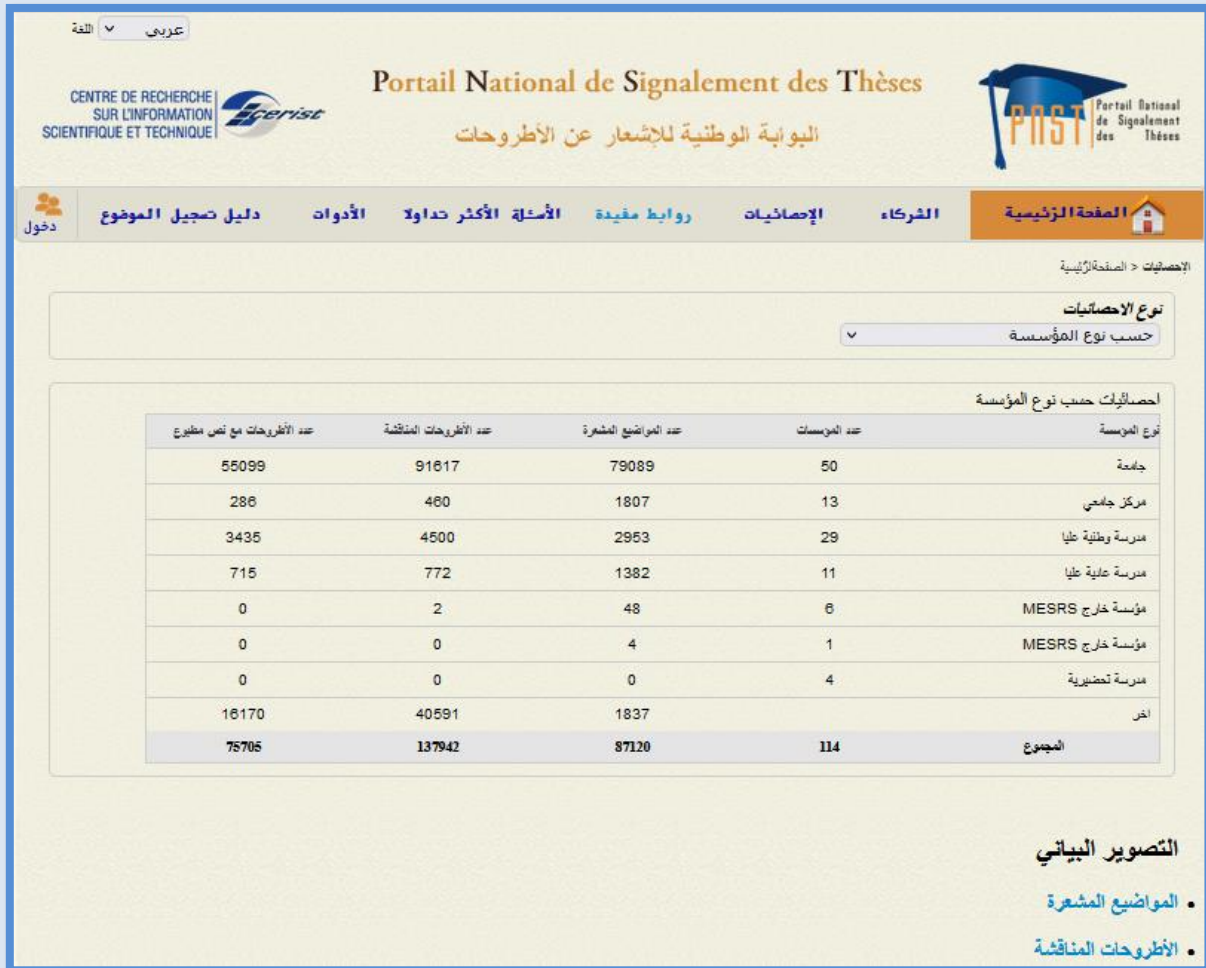 عربي اللغة
CENTRE DE RECHERCHE
SUR L'INFORMATION
SCIENTIFIQUE ET TECHNIQUE
cerist
Portail National de Signalement des Thèses
البوابة الوطنية للإشعار عن الأطروحات
PNST
Portail National
de Signalement
des Thèses
الصفحة الرئيسية الشركاء الإحصائيات روابط مفيدة الأسئلة الأكثر تداولا الأدوات دليل تسجيل الموضوع دخول
الإحصائيات < الصفحة الرئيسية
نوع الاحصائيات
حسب نوع المؤسسة
احصائيات حسب نوع المؤسسة
نوع المؤسسة عدد المؤسسات عدد المواضيع المشعرة عدد الأطروحات المناقشة عدد الأطروحات مع نص مطبوع
جامعة 50 79089 91617 55099
مركز جامعي 13 1807 460 286
مدرسة وطنية عليا 29 2953 4500 3435
مدرسة عادية عليا 11 1382 772 715
مؤسسة خارج MESRS 6 48 2 0
مؤسسة خارج MESRS 1 4 0 0
مدرسة تحضيرية 4 0 0 0
اخر 1837 40591 16170
المجموع 114 87120 137942 75705
التصوير البياني
• المواضيع المشعرة
• الأطروحات المناقشة